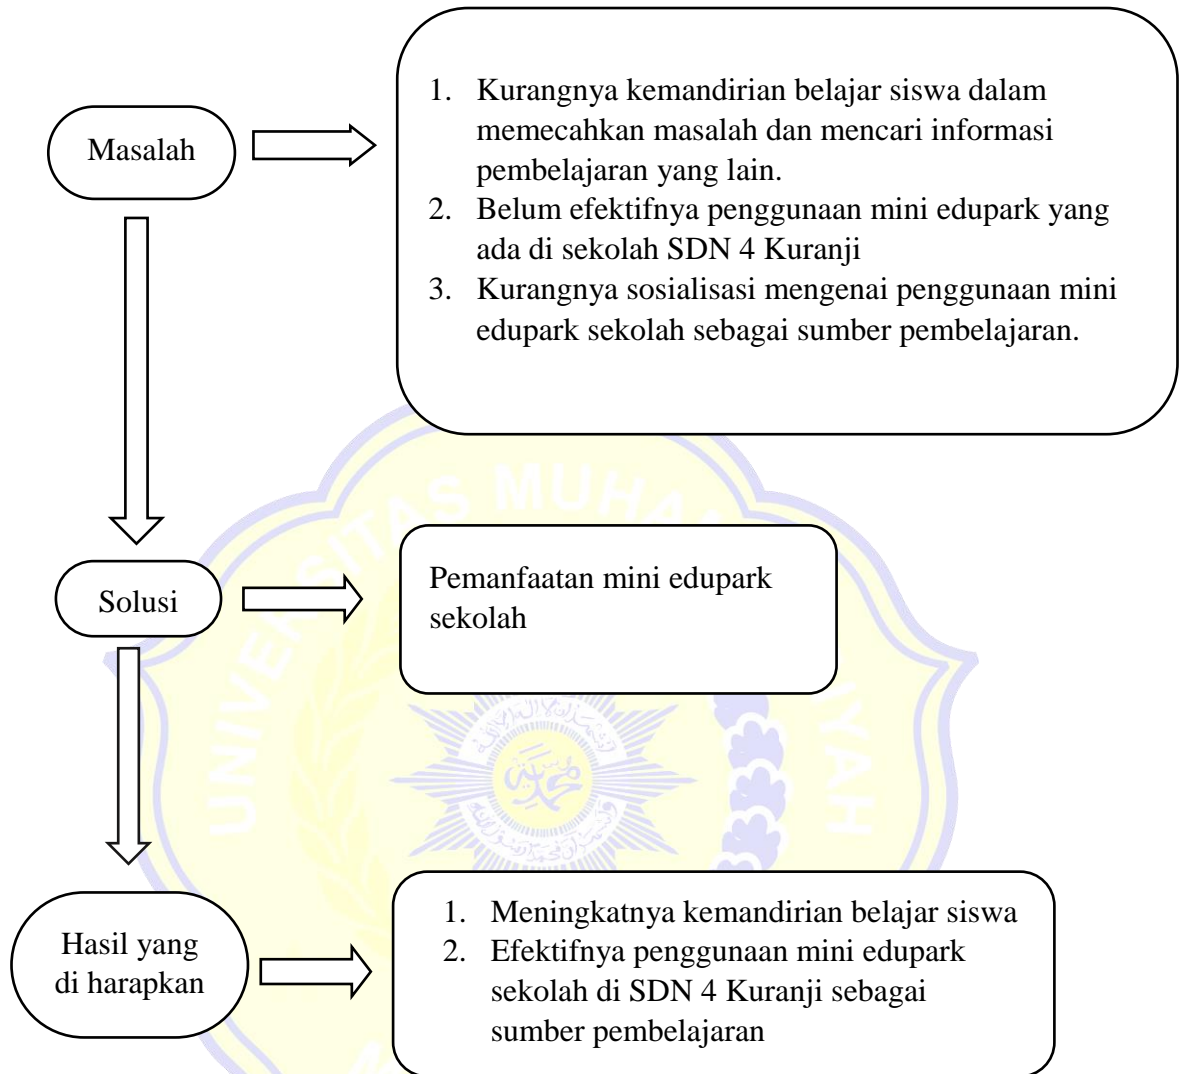 1. Kurangnya kemandirian belajar siswa dalam
memecahkan masalah dan mencari informasi
pembelajaran yang lain.
2. Belum efektifnya penggunaan mini edupark yang
ada di sekolah SDN 4 Kuranji
3. Kurangnya sosialisasi mengenai penggunaan mini
edupark sekolah sebagai sumber pembelajaran.
Masalah
Solusi
Pemanfaatan mini edupark
sekolah
Hasil yang
di harapkan
1. Meningkatnya kemandirian belajar siswa
2. Efektifnya penggunaan mini edupark
sekolah di SDN 4 Kuranji sebagai
sumber pembelajaran
UNIVERSITAS MUHA
YAH